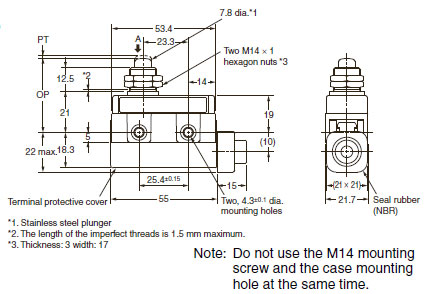 53.4
7.8 dia.*1
PT
A
23.3
Two M14 × 1
hexagon nuts *3
12.5
*2
14
OP
21
19
5
(10)
22 max.
18.3
25.4±0.15
15
(21 × 21)
Terminal protective cover
55
Two, 4.3±0.1 dia.
mounting holes
21.7
Seal rubber
(NBR)
*1. Stainless steel plunger
*2. The length of the imperfect threads is 1.5 mm maximum.
*3. Thickness: 3 width: 17
Note: Do not use the M14 mounting
screw and the case mounting
hole at the same time.